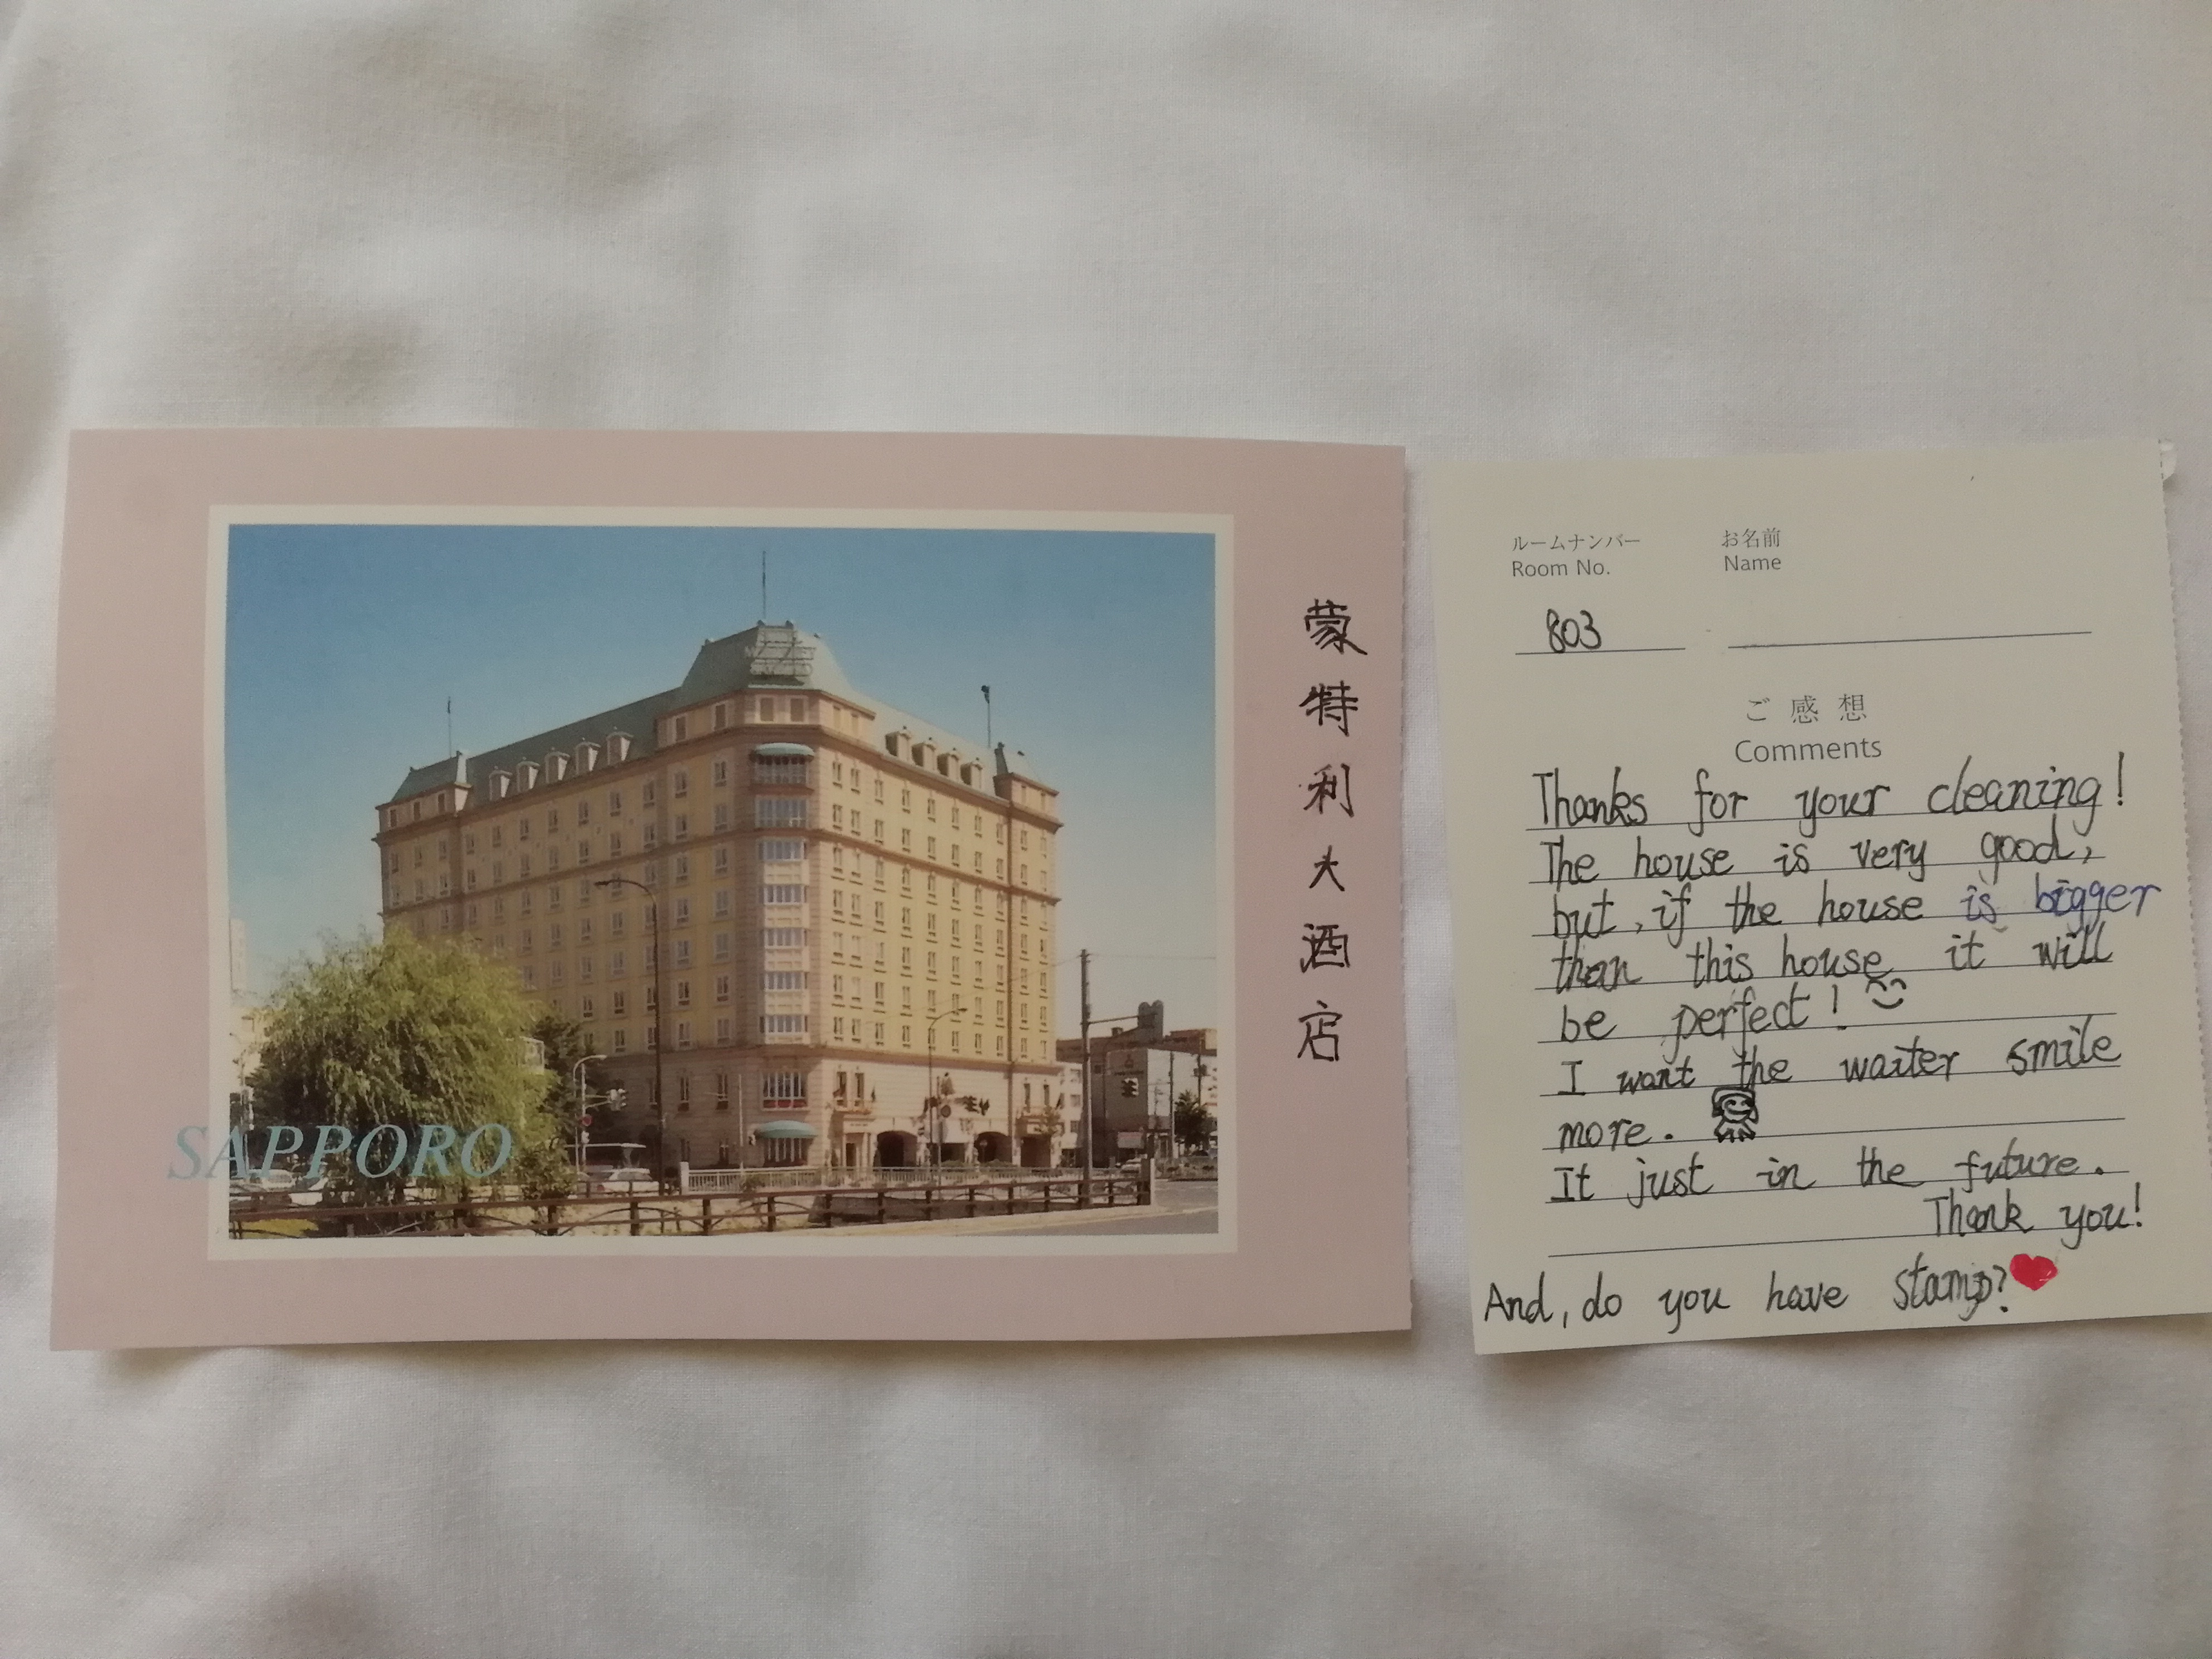 SAPPORO
蒙特利大酒店
ルームナンバー
Room No.
お名前
Name
803
ご感想
Comments
Thanks for your cleaning!
The house is very good,
but, if the house is bigger
than this house it will
be perfect!
I want the waiter smile
more.
It just in the future.
Thank you!
And, do you have stamp?